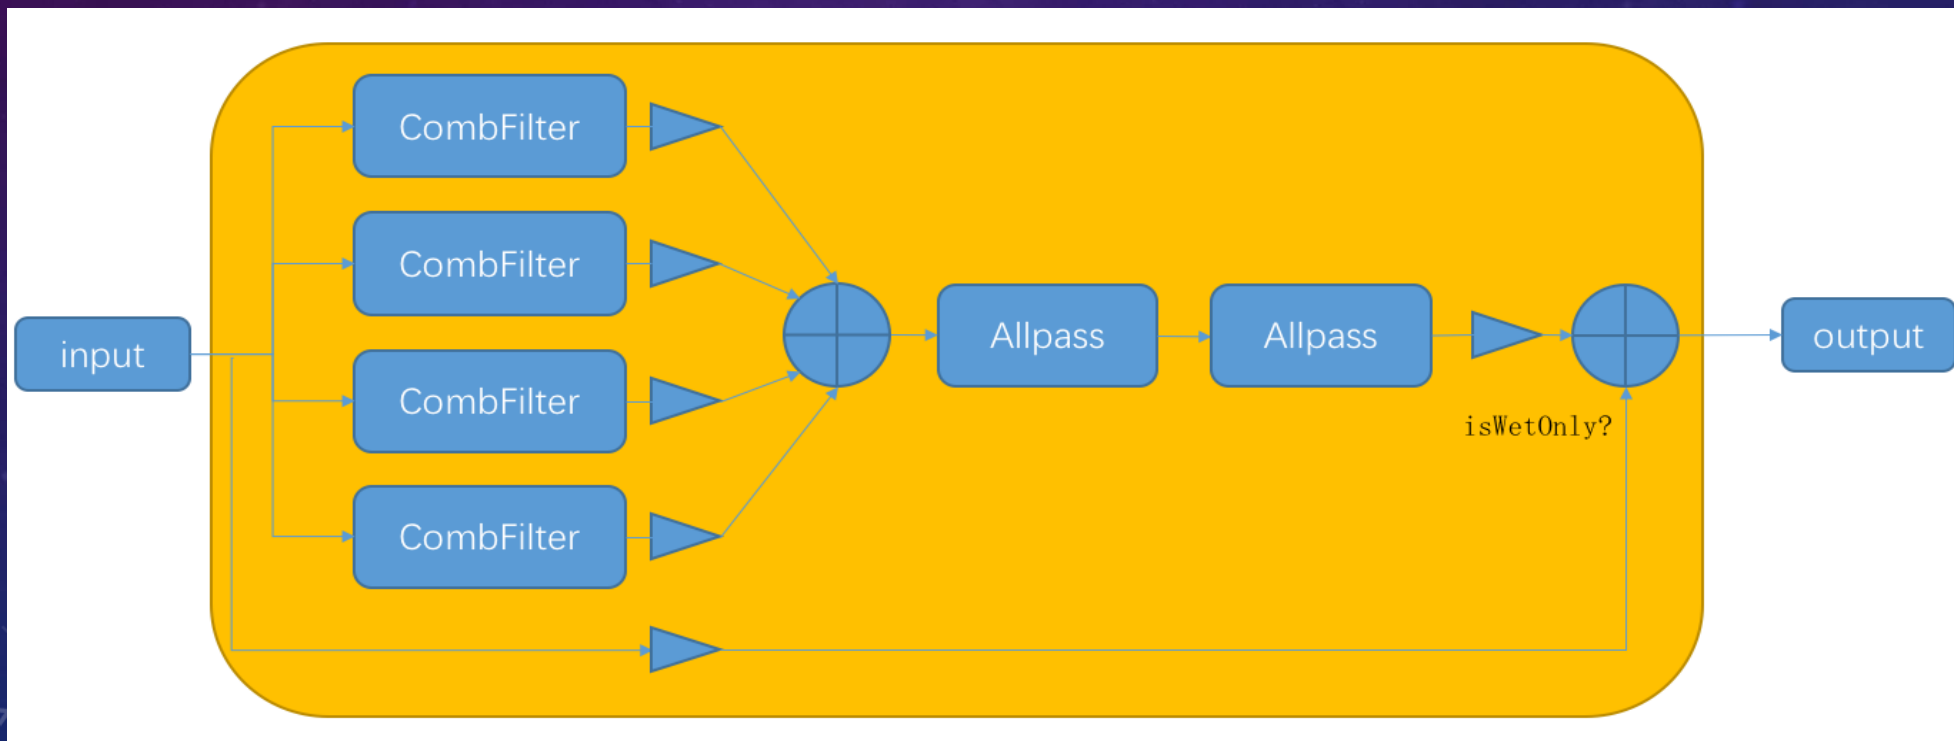 input
CombFilter
CombFilter
CombFilter
CombFilter
Allpass
Allpass
isWetOnly?
output